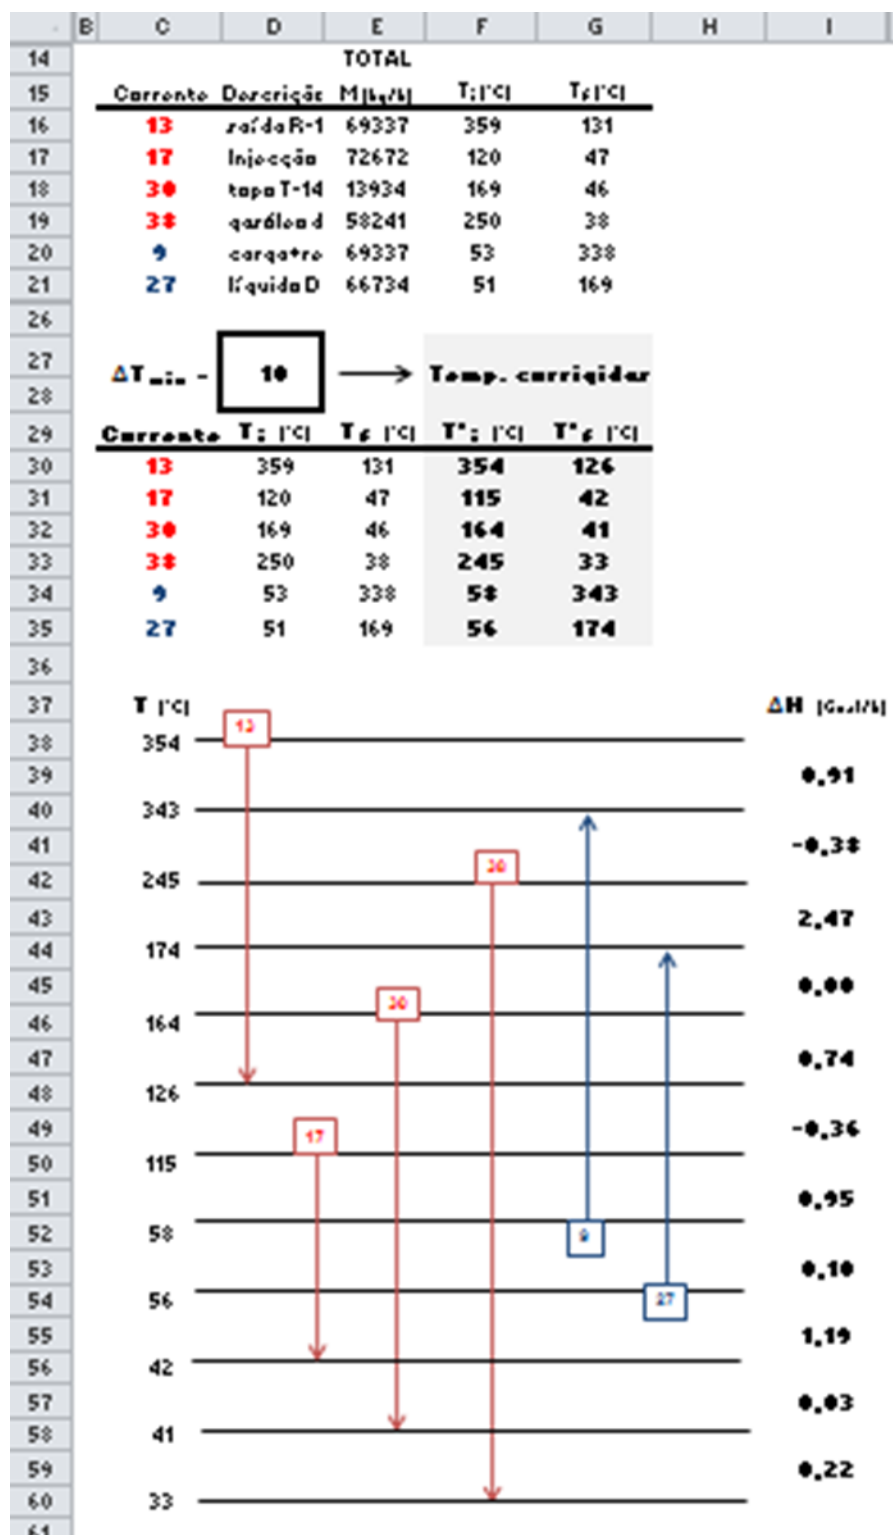 B C D E F G H I
14 TOTAL
15 Corrente Descrição M [kg/h] Ti [°C] Tf [°C]
16 13 saída R-1 69337 359 131
17 17 Injecção 72672 120 47
18 30 topo T-14 13934 169 46
19 38 gasóleo d 58241 250 38
20 9 carga+re 69337 53 338
21 27 líquido D 66734 51 169
26
27 ΔTmin = 10 Temp. corrigidas
28
29 Corrente Ti [°C] Tf [°C] T*i [°C] T*f [°C]
30 13 359 131 354 126
31 17 120 47 115 42
32 30 169 46 164 41
33 38 250 38 245 33
34 9 53 338 58 343
35 27 51 169 56 174
36
37 T [°C] ΔH [Gcal/h]
13
38 354
39 0.91
40 343
41 -0.38
30
42 245
43 2.47
44 174
45 0.00
30
46 164
47 0.74
48 126
49 -0.36
17
50 115
51 0.95
52 58
9
53 0.10
54 56
27
55 1.19
56 42
57 0.03
58 41
59 0.22
60 33
61